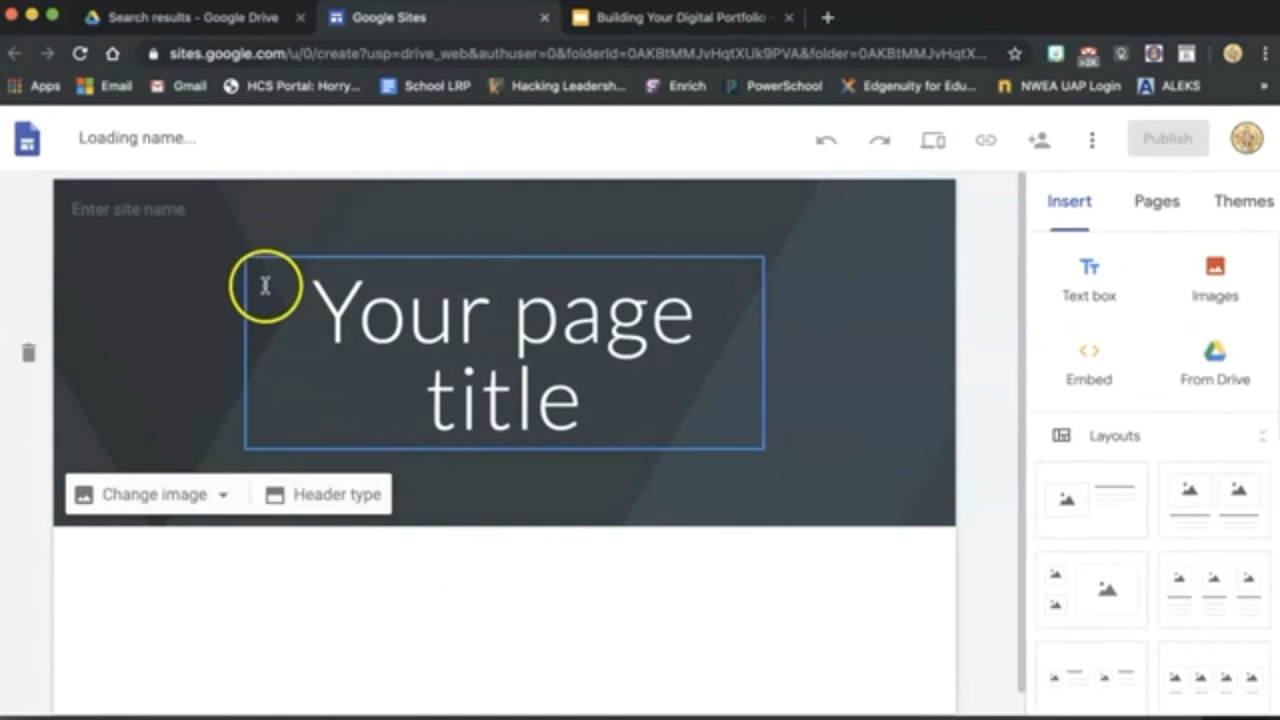 Search results - Google Drive
Google Sites
Building Your Digital Portfolio
sites.google.com/u/0/create?usp=drive_web&authuser=0&folderId=0AKBtMMJvHqtXUk9PVA&folder=0AKBtMMJvHqtX...
Apps
Email
Gmail
HCS Portal: Horry...
School LRP
Hacking Leadersh...
Enrich
PowerSchool
Edgenuity for Edu...
NWEA UAP Login
ALEKS
»
Loading name...
Publish
Enter site name
Your page
title
Change image
Header type
Insert
Pages
Themes
Text box
Images
Embed
From Drive
Layouts